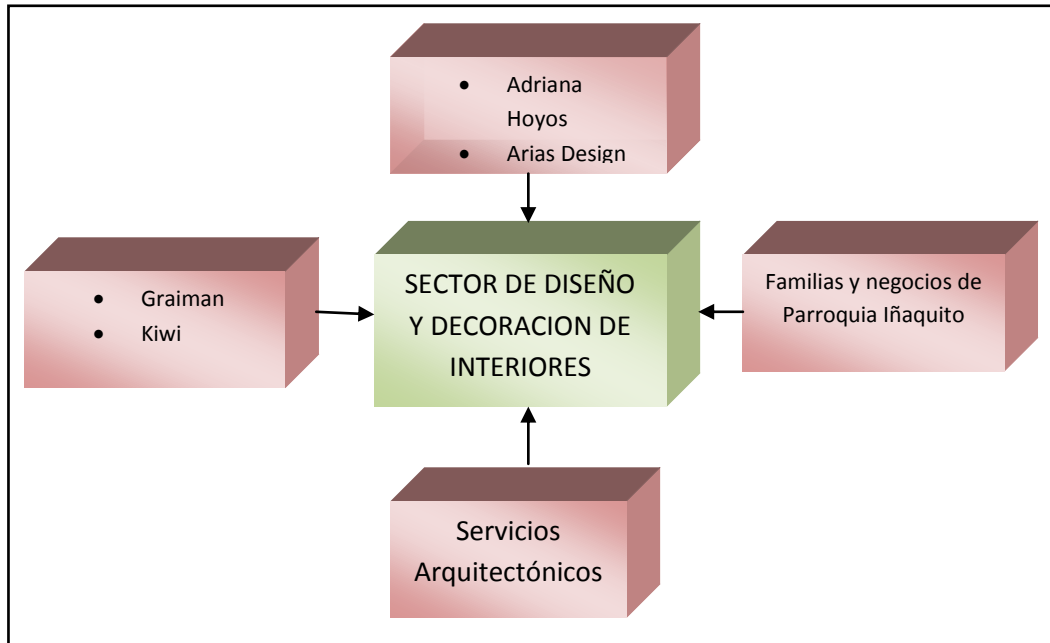 • Adriana
Hoyos
• Arias Design
• Graiman
• Kiwi
SECTOR DE DISEÑO
Y DECORACION DE
INTERIORES
Familias y negocios de
Parroquia Iñaquito
Servicios
Arquitectónicos